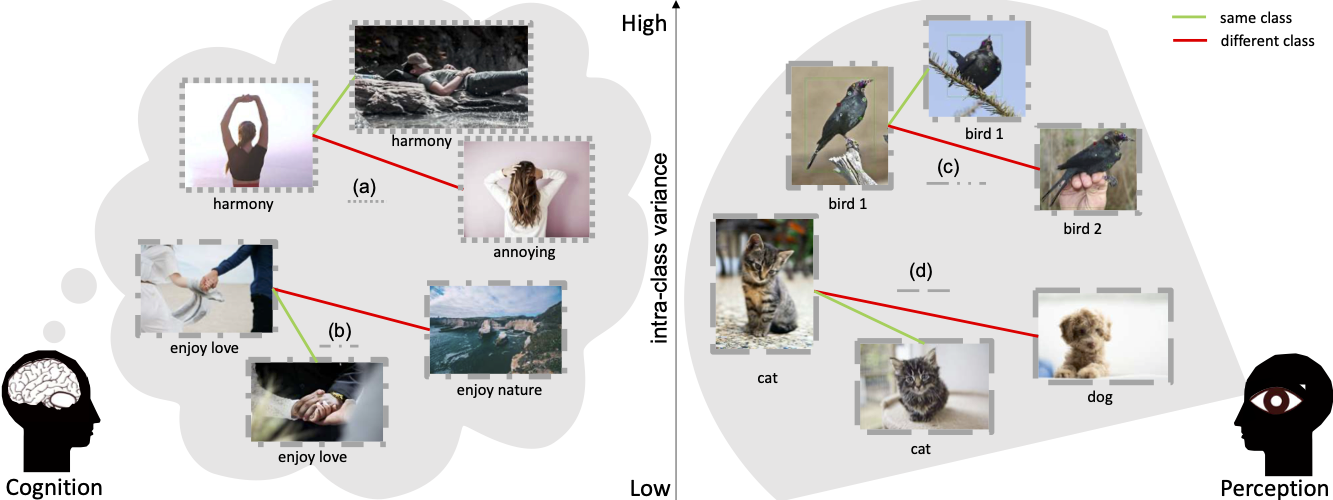 High
same class
different class
harmony
harmony
(a)
annoying
enjoy love
(b)
enjoy nature
enjoy love
Cognition
intra-class variance
Low
bird 1
(c)
bird 1
bird 2
(d)
cat
cat
dog
Perception